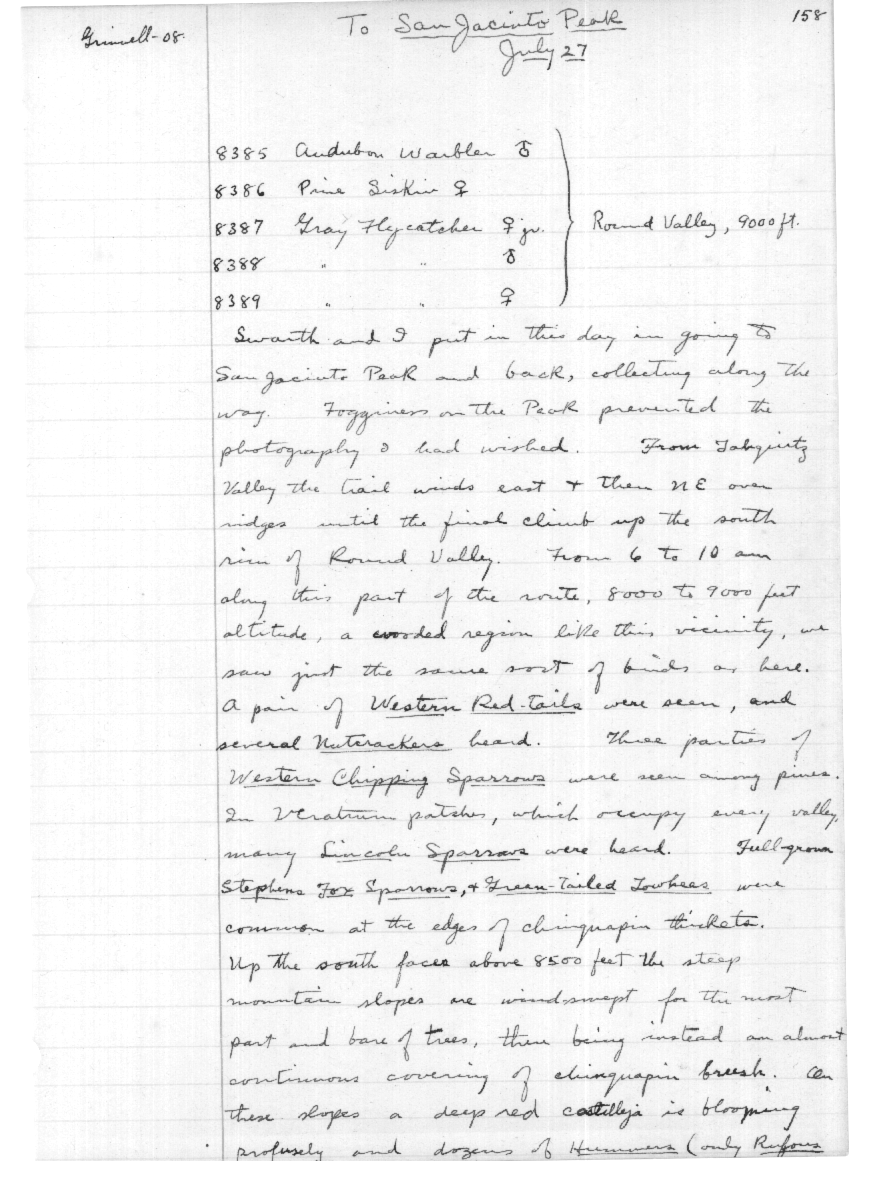 Grinnell-08.
To San Jacinto Peak
158
July 27
8385 Audubon Warbler ♂
8386 Pine Siskin ♀
8387 Gray Flycatcher ♀ jv.
Round Valley, 9000 ft.
8388 " " ♂
8389 " " ♀
Swarth and I put in this day in going to
San Jacinto Peak and back, collecting along the
way. Fogginess on the Peak prevented the
photography I had wished. From Tahquitz
Valley the trail winds east + then NE over
ridges until the final climb up the south
rim of Round Valley. From 6 to 10 am
along this part of the route, 8000 to 9000 feet
altitude, a wooded region like this vicinity, we
saw just the same sort of birds as here.
A pair of Western Red-tails were seen, and
several Nutcrackers heard. Three parties of
Western Chipping Sparrows were seen among pines.
In Veratrum patches, which occupy every valley,
many Lincoln Sparrows were heard. Full-grown
Stephens Fox Sparrows, + Green-tailed Towhees were
common at the edges of chinquapin thickets.
Up the south faces above 8500 feet the steep
mountain slopes are windswept for the most
part and bare of trees, there being instead an almost
continuous covering of chinquapin brush. On
these slopes a deep red castilleja is blooming
profusely and dozens of Hummers (only Rufous